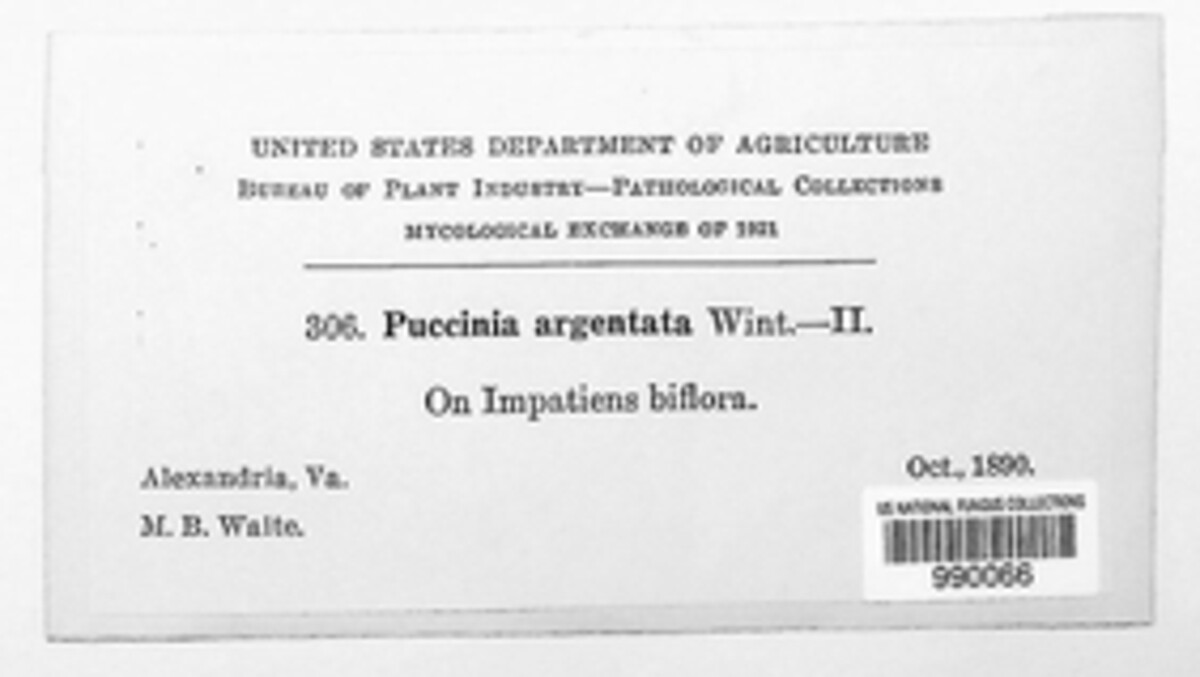 UNITED STATES DEPARTMENT OF AGRICULTURE
BUREAU OF PLANT INDUSTRY—PATHOLOGICAL COLLECTIONS
MYCOLOGICAL EXCHANGE OF 1921
306. Puccinia argentata Wint.—II.
On Impatiens biflora.
Alexandria, Va.
Oct., 1890.
M. B. Waite.
US NATIONAL FUNGUS COLLECTIONS
990066